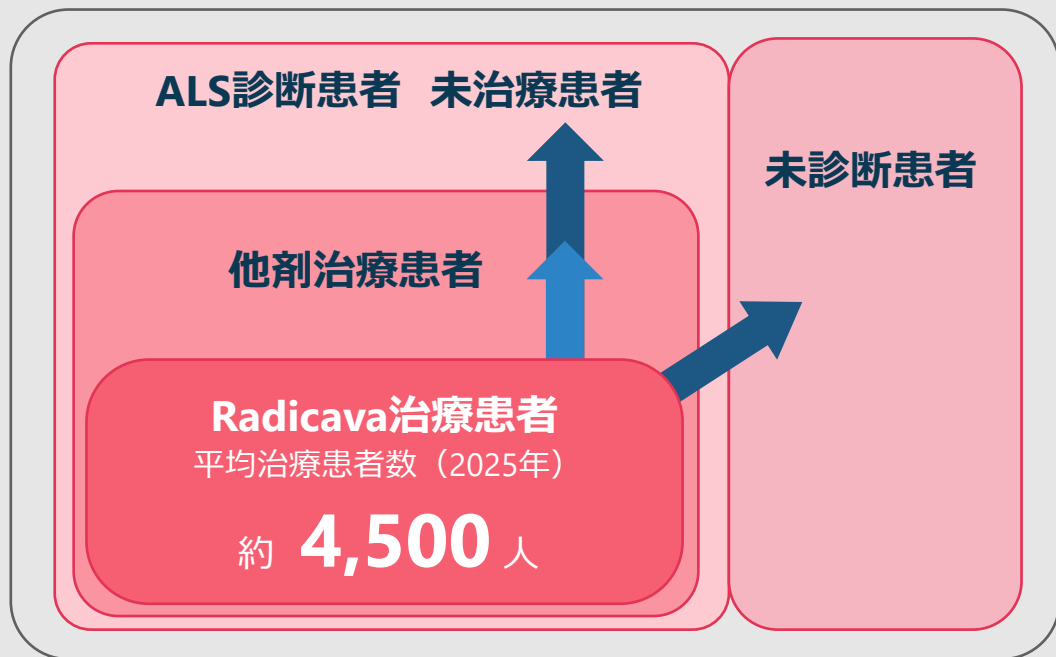 ALS診断患者 未治療患者
未診断患者
他剤治療患者
Radicava治療患者
平均治療患者数（2025年）
約 4,500 人